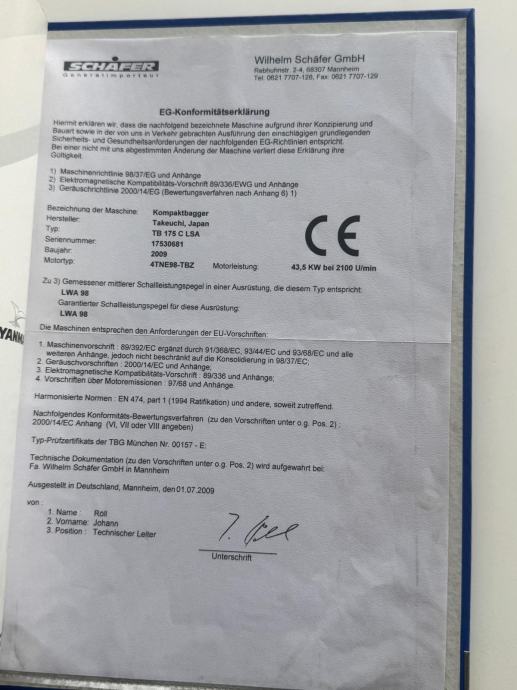 SCHÄFER
Generalimporteur
Wilhelm Schäfer GmbH
Rebhuhnstr. 2-4, 68307 Mannheim
Tel. 0621 7707-126, Fax: 0621 7707-129
EG-Konformitätserklärung
Hiermit erklären wir, dass die nachfolgend bezeichnete Maschine aufgrund ihrer Konzipierung und
Bauart sowie in der von uns in Verkehr gebrachten Ausführung den einschlägigen grundlegenden
Sicherheits- und Gesundheitsanforderungen der nachfolgenden EG-Richtlinien entspricht.
Bei einer nicht mit uns abgestimmten Änderung der Maschine verliert diese Erklärung ihre
Gültigkeit.
1) Maschinenrichtlinie 98/37/EG und Anhänge
2) Elektromagnetische Kompatibilitäts-Vorschrift 89/336/EWG und Anhänge
3) Geräuschrichtlinie 2000/14/EG (Bewertungsverfahren nach Anhang 6) 1)
Bezeichnung der Maschine: Kompaktbagger
Hersteller: Takeuchi, Japan
Typ: TB 175 C LSA
Seriennummer: 17530681
Baujahr: 2009
Motortyp: 4TNE98-TBZ Motorleistung: 43,5 KW bei 2100 U/min
CE
Zu 3) Gemessener mittlerer Schallleistungspegel in einer Ausrüstung, die diesem Typ entspricht:
LWA 98
Garantierter Schallleistungspegel für diese Ausrüstung:
LWA 98
Die Maschinen entsprechen den Anforderungen der EU-Vorschriften:
1. Maschinenvorschrift : 89/392/EC ergänzt durch 91/368/EC, 93/44/EC und 93/68/EC und alle
weiteren Anhänge, jedoch nicht beschränkt auf die Konsolidierung in 98/37/EC;
2. Geräuschvorschriften : 2000/14/EC und Anhänge,
3. Elektromagnetische Kompatibilitäts-Vorschrift : 89/336 und Anhänge;
4. Vorschriften über Motoremissionen : 97/68 und Anhänge.
Harmonisierte Normen : EN 474, part 1 (1994 Ratifikation) und andere, soweit zutreffend.
Nachfolgendes Konformitäts-Bewertungsverfahren (zu den Vorschriften unter o.g. Pos. 2) :
2000/14/EC Anhang (VI, VII oder VIII angeben)
Typ-Prüfzertifikats der TBG München Nr. 00157 - E:
Technische Dokumentation (zu den Vorschriften unter o.g. Pos. 2) wird aufgewahrt bei:
Fa. Wilhelm Schäfer GmbH in Mannheim
Ausgestellt in Deutschland, Mannheim, den 01.07.2009
von :
1. Name : Röll
2. Vorname: Johann
3. Position : Technischer Leiter
Unterschrift